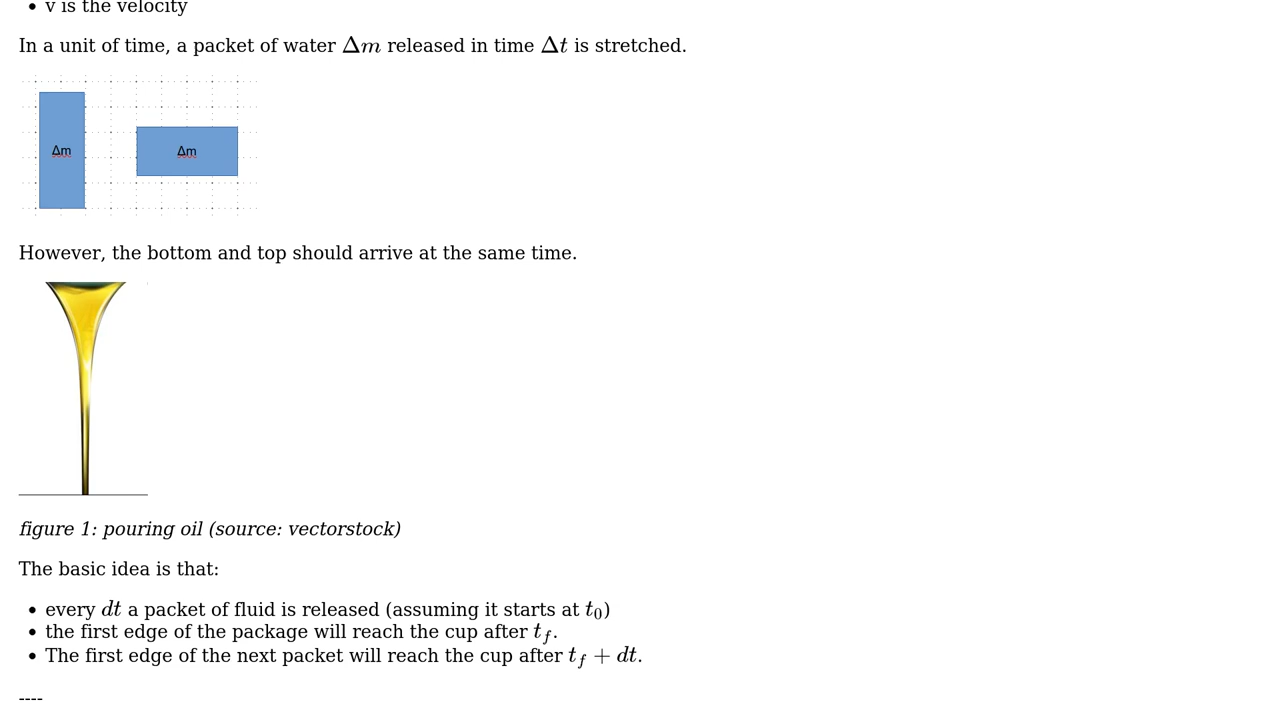 • v is the velocity
In a unit of time, a packet of water Δm released in time Δt is stretched.
Δm
Δm
However, the bottom and top should arrive at the same time.
figure 1: pouring oil (source: vectorstock)
The basic idea is that:
• every dt a packet of fluid is released (assuming it starts at t₀)
• the first edge of the package will reach the cup after t_f.
• The first edge of the next packet will reach the cup after t_f + dt.
----